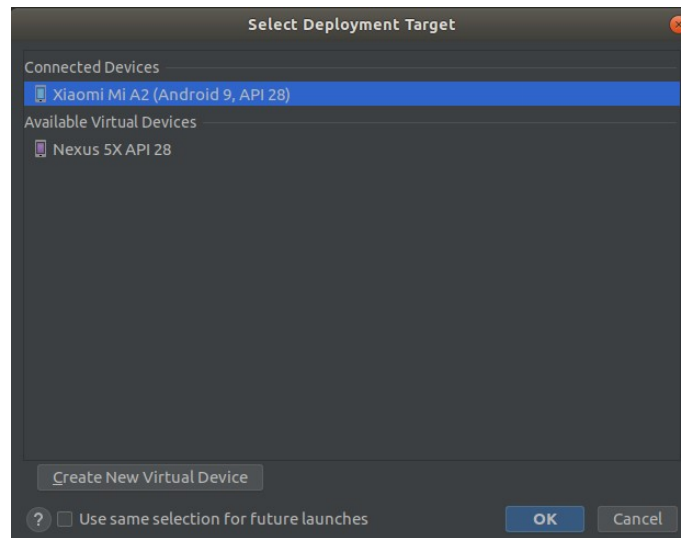 Select Deployment Target
Connected Devices
Xiaomi Mi A2 (Android 9, API 28)
Available Virtual Devices
Nexus 5X API 28
Create New Virtual Device
? Use same selection for future launches OK Cancel